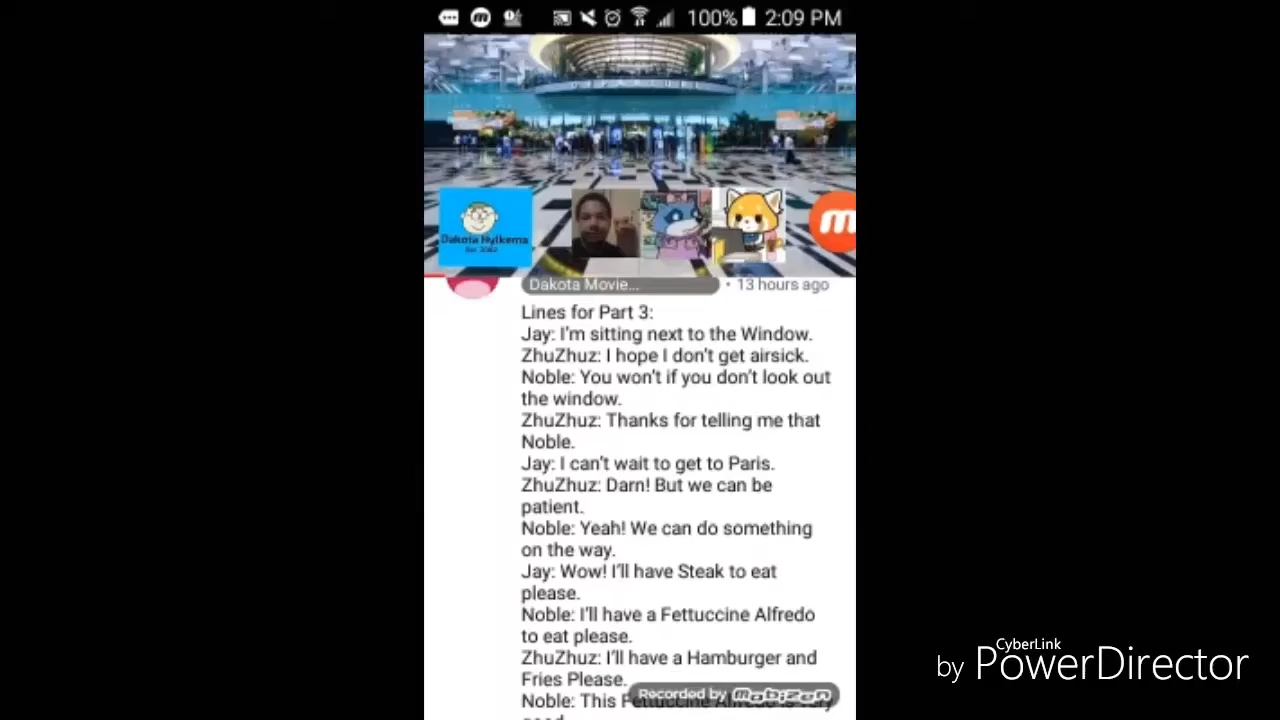 100% 2:09 PM
Dakota Hylkema
Dakota Movie... • 13 hours ago
Lines for Part 3:
Jay: I'm sitting next to the Window.
ZhuZhuz: I hope I don't get airsick.
Noble: You won't if you don't look out
the window.
ZhuZhuz: Thanks for telling me that
Noble.
Jay: I can't wait to get to Paris.
ZhuZhuz: Darn! But we can be
patient.
Noble: Yeah! We can do something
on the way.
Jay: Wow! I'll have Steak to eat
please.
Noble: I'll have a Fettuccine Alfredo
to eat please.
ZhuZhuz: I'll have a Hamburger and
Fries Please.
Recorded by Mobizen
Noble: This Fettuccine Alfredo is very
CyberLink
by PowerDirector